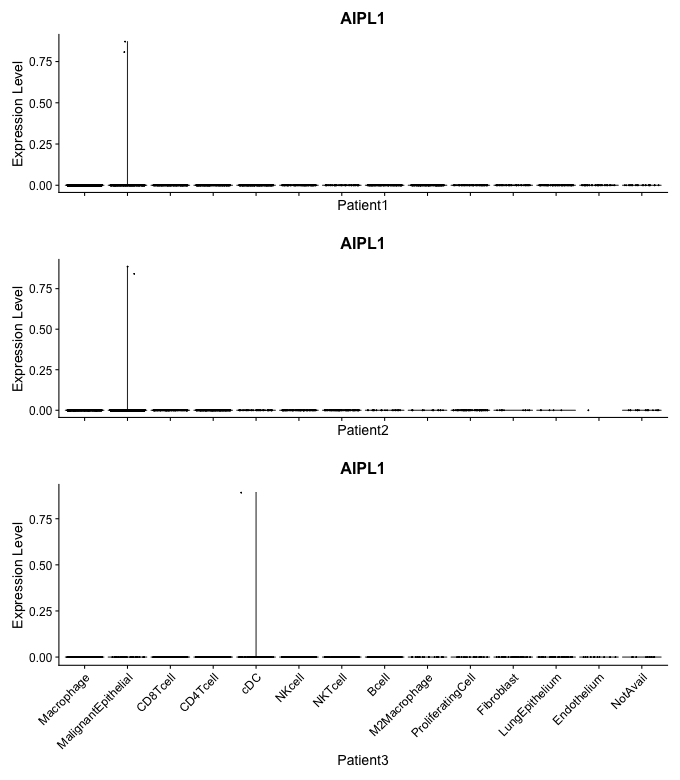 AIPL1
Expression Level
0.75
0.50
0.25
0.00
Patient1
AIPL1
Expression Level
0.75
0.50
0.25
0.00
Patient2
AIPL1
Expression Level
0.75
0.50
0.25
0.00
Macrophage
MalignantEpithelial
CD8Tcell
CD4Tcell
cDC
NKcell
NKTcell
Bcell
M2Macrophage
ProliferatingCell
Fibroblast
LungEpithelium
Endothelium
NotAvail
Patient3